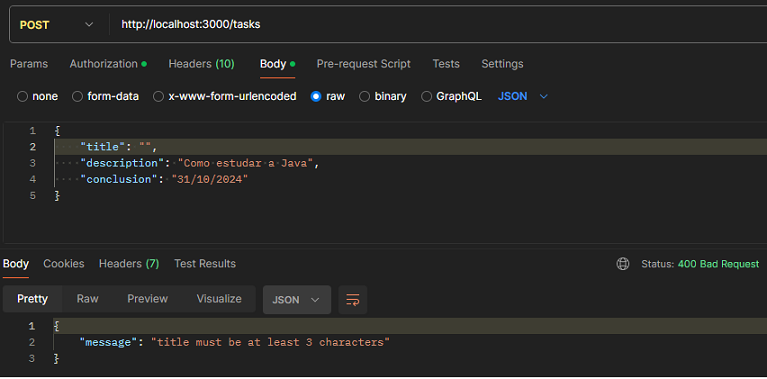 POST http://localhost:3000/tasks
Params Authorization Headers (10) Body Pre-request Script Tests Settings
none form-data x-www-form-urlencoded raw binary GraphQL JSON
1 {
2 "title": "",
3 "description": "Como estudar a Java",
4 "conclusion": "31/10/2024"
5 }
Body Cookies Headers (7) Test Results Status: 400 Bad Request
Pretty Raw Preview Visualize JSON
1 {
2 "message": "title must be at least 3 characters"
3 }